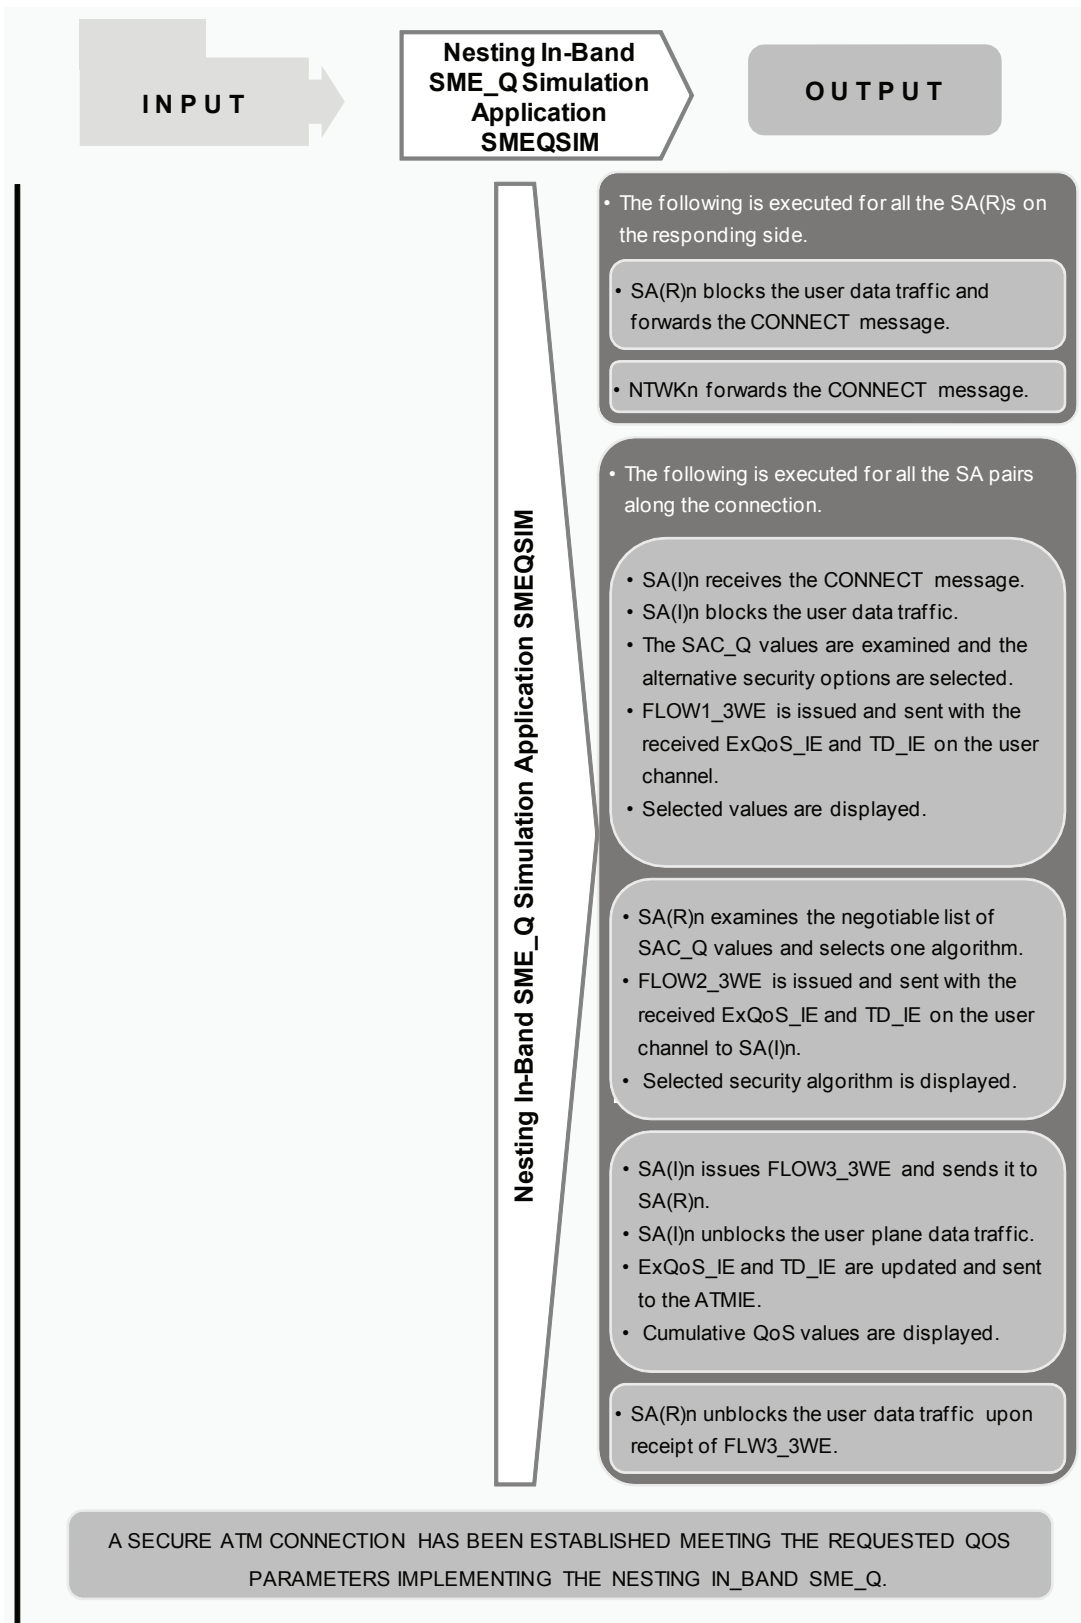 INPUT
Nesting In-Band
SME_Q Simulation
Application
SMEQSIM
OUTPUT
Nesting In-Band SME_Q Simulation Application SMEQSIM
• The following is executed for all the SA(R)s on
the responding side.
• SA(R)n blocks the user data traffic and
forwards the CONNECT message.
• NTWKn forwards the CONNECT message.
• The following is executed for all the SA pairs
along the connection.
• SA(I)n receives the CONNECT message.
• SA(I)n blocks the user data traffic.
• The SAC_Q values are examined and the
alternative security options are selected.
• FLOW1_3WE is issued and sent with the
received ExQoS_IE and TD_IE on the user
channel.
• Selected values are displayed.
• SA(R)n examines the negotiable list of
SAC_Q values and selects one algorithm.
• FLOW2_3WE is issued and sent with the
received ExQoS_IE and TD_IE on the user
channel to SA(I)n.
• Selected security algorithm is displayed.
• SA(I)n issues FLOW3_3WE and sends it to
SA(R)n.
• SA(I)n unblocks the user plane data traffic.
• ExQoS_IE and TD_IE are updated and sent
to the ATMIE.
• Cumulative QoS values are displayed.
• SA(R)n unblocks the user data traffic upon
receipt of FLW3_3WE.
A SECURE ATM CONNECTION HAS BEEN ESTABLISHED MEETING THE REQUESTED QOS
PARAMETERS IMPLEMENTING THE NESTING IN_BAND SME_Q.